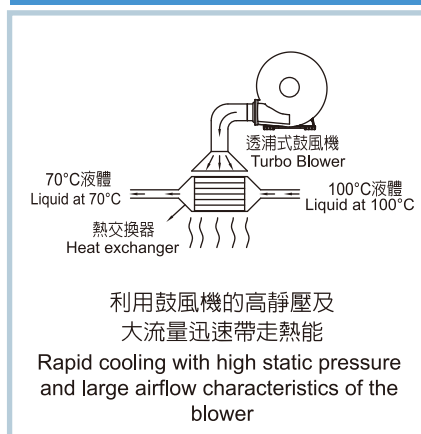 透浦式鼓風機
Turbo Blower
70°C液體
Liquid at 70°C
100°C液體
Liquid at 100°C
熱交換器
Heat exchanger
利用鼓風機的高靜壓及
大流量迅速帶走熱能
Rapid cooling with high static pressure
and large airflow characteristics of the
blower